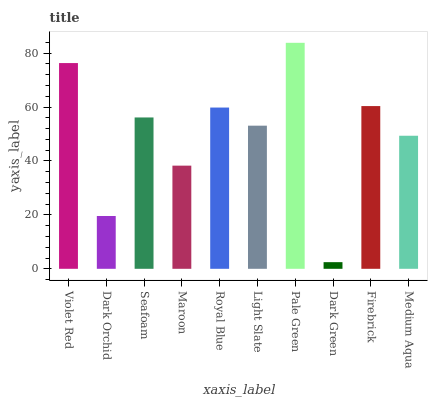 title
yaxis_label
80
60
40
20
0
Violet Red
Dark Orchid
Seafoam
Maroon
Royal Blue
Light Slate
Pale Green
Dark Green
Firebrick
Medium Aqua
xaxis_label